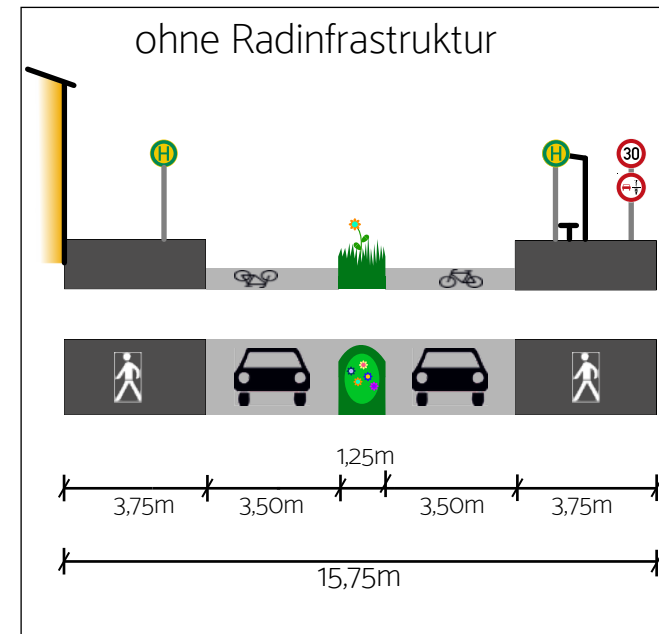 ohne Radinfrastruktur
H
H
30
1,25m
3,75m
3,50m
3,50m
3,75m
15,75m